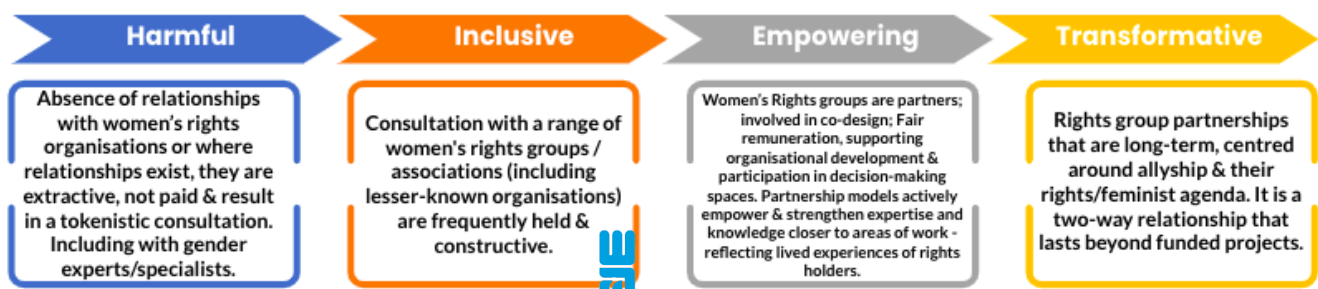 Harmful
Inclusive
Empowering
Transformative
Absence of relationships
with women's rights
organisations or where
relationships exist, they are
extractive, not paid & result
in a tokenistic consultation.
Including with gender
experts/specialists.
Consultation with a range of
women's rights groups /
associations (including
lesser-known organisations)
are frequently held &
constructive.
Women's Rights groups are partners;
involved in co-design; Fair
remuneration, supporting
organisational development &
participation in decision-making
spaces. Partnership models actively
empower & strengthen expertise and
knowledge closer to areas of work -
reflecting lived experiences of rights
holders.
Rights group partnerships
that are long-term, centred
around allyship & their
rights/feminist agenda. It is a
two-way relationship that
lasts beyond funded projects.